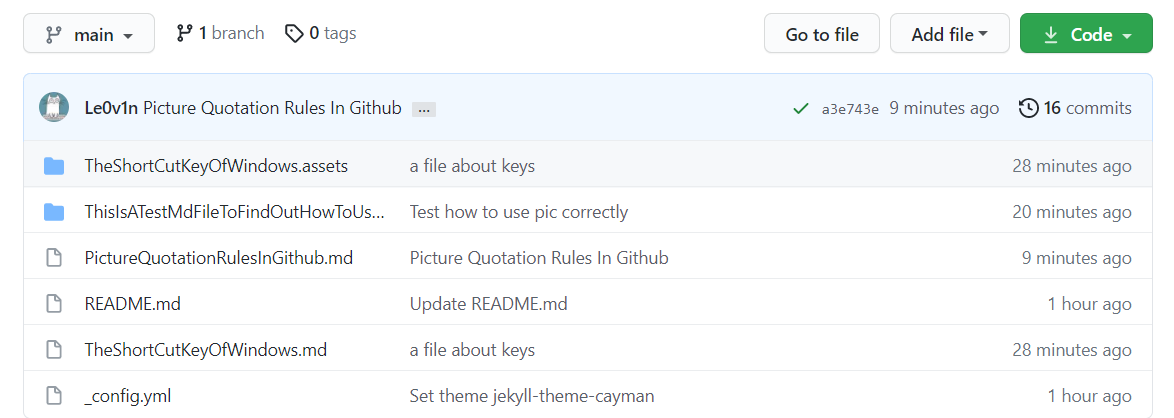 main 1 branch 0 tags Go to file Add file Code
Le0v1n Picture Quotation Rules In Github ... a3e743e 9 minutes ago 16 commits
TheShortCutKeyOfWindows.assets a file about keys 28 minutes ago
ThisIsATestMdFileToFindOutHowToUs... Test how to use pic correctly 20 minutes ago
PictureQuotationRulesInGithub.md Picture Quotation Rules In Github 9 minutes ago
README.md Update README.md 1 hour ago
TheShortCutKeyOfWindows.md a file about keys 28 minutes ago
_config.yml Set theme jekyll-theme-cayman 1 hour ago